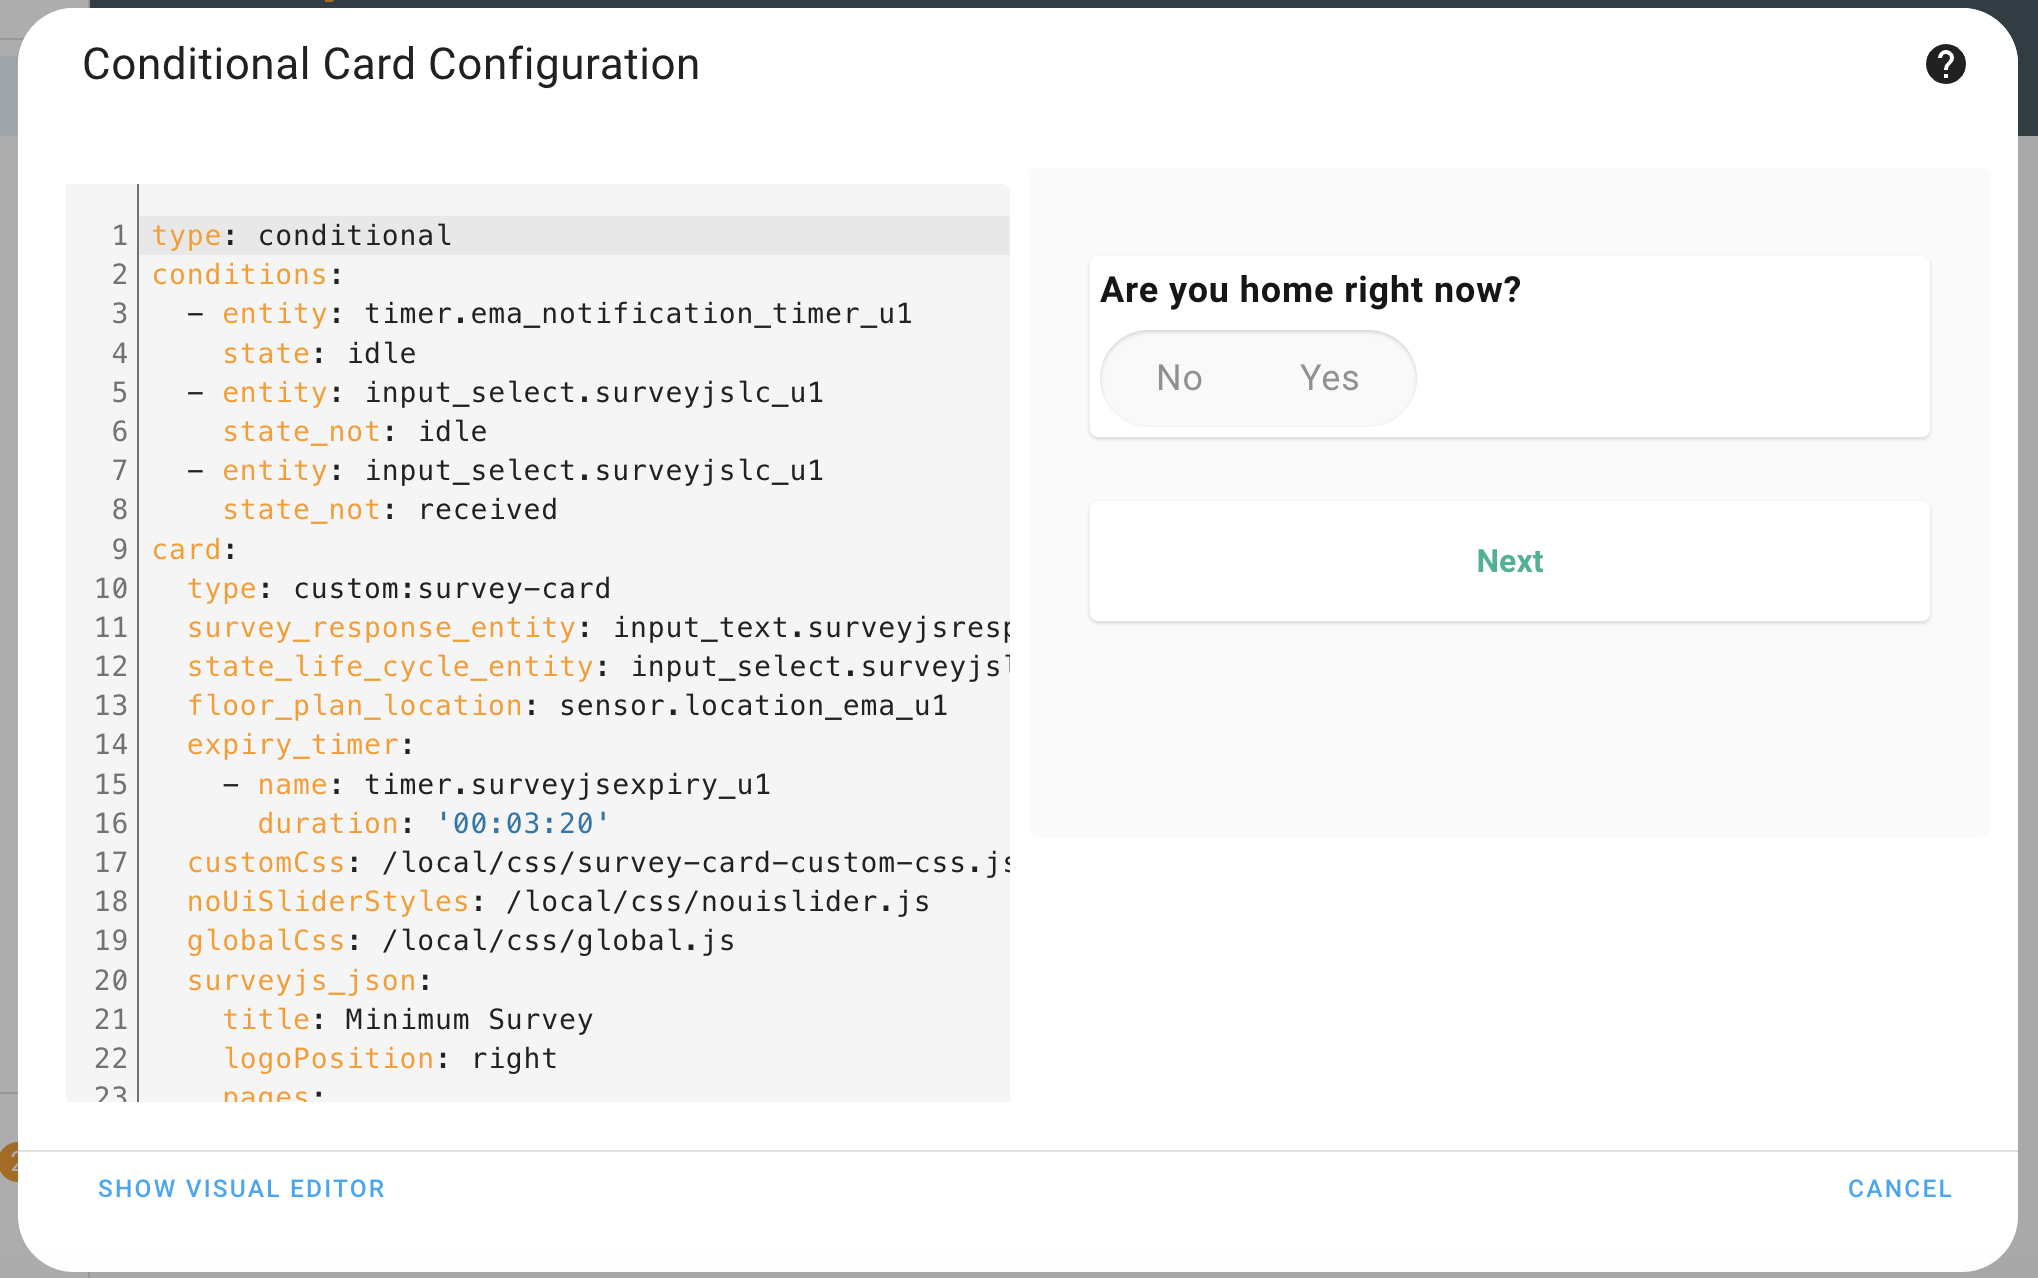 Conditional Card Configuration
?
1 type: conditional
2 conditions:
3   - entity: timer.ema_notification_timer_u1
4     state: idle
5   - entity: input_select.surveyjslc_u1
6     state_not: idle
7   - entity: input_select.surveyjslc_u1
8     state_not: received
9 card:
10   type: custom:survey-card
11   survey_response_entity: input_text.surveyjsresp
12   state_life_cycle_entity: input_select.surveyjsl
13   floor_plan_location: sensor.location_ema_u1
14   expiry_timer:
15     - name: timer.surveyjsexpiry_u1
16       duration: '00:03:20'
17   customCss: /local/css/survey-card-custom-css.js
18   noUiSliderStyles: /local/css/nouislider.js
19   globalCss: /local/css/global.js
20   surveyjs_json:
21     title: Minimum Survey
22     logoPosition: right
23     pages:
Are you home right now?
No Yes
Next
2
SHOW VISUAL EDITOR
CANCEL